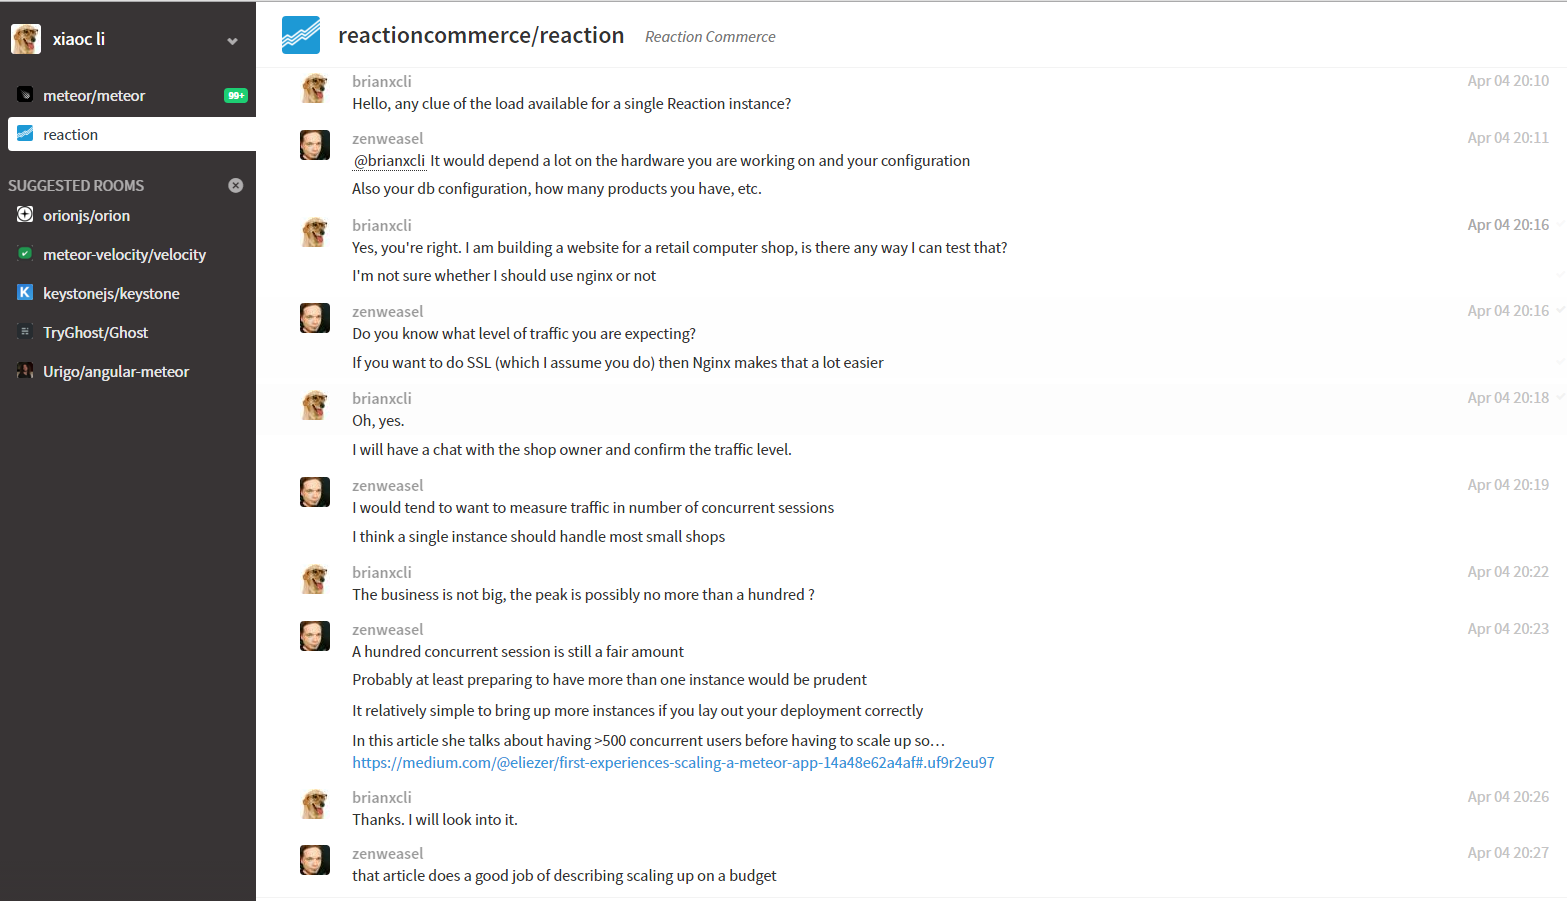 xiaoc li
meteor/meteor
99+
reaction
SUGGESTED ROOMS
orionjs/orion
meteor-velocity/velocity
K
keystonejs/keystone
TryGhost/Ghost
Urigo/angular-meteor
reactioncommerce/reaction Reaction Commerce
brianxcli Apr 04 20:10
Hello, any clue of the load available for a single Reaction instance?
zenweasel Apr 04 20:11
@brianxcli It would depend a lot on the hardware you are working on and your configuration
Also your db configuration, how many products you have, etc.
brianxcli Apr 04 20:16
Yes, you're right. I am building a website for a retail computer shop, is there any way I can test that?
I'm not sure whether I should use nginx or not
zenweasel Apr 04 20:16
Do you know what level of traffic you are expecting?
If you want to do SSL (which I assume you do) then Nginx makes that a lot easier
brianxcli Apr 04 20:18
Oh, yes.
I will have a chat with the shop owner and confirm the traffic level.
zenweasel Apr 04 20:19
I would tend to want to measure traffic in number of concurrent sessions
I think a single instance should handle most small shops
brianxcli Apr 04 20:22
The business is not big, the peak is possibly no more than a hundred ?
zenweasel Apr 04 20:23
A hundred concurrent session is still a fair amount
Probably at least preparing to have more than one instance would be prudent
It relatively simple to bring up more instances if you lay out your deployment correctly
In this article she talks about having >500 concurrent users before having to scale up so…
https://medium.com/@eliezer/first-experiences-scaling-a-meteor-app-14a48e62a4af#.uf9r2eu97
brianxcli Apr 04 20:26
Thanks. I will look into it.
zenweasel Apr 04 20:27
that article does a good job of describing scaling up on a budget